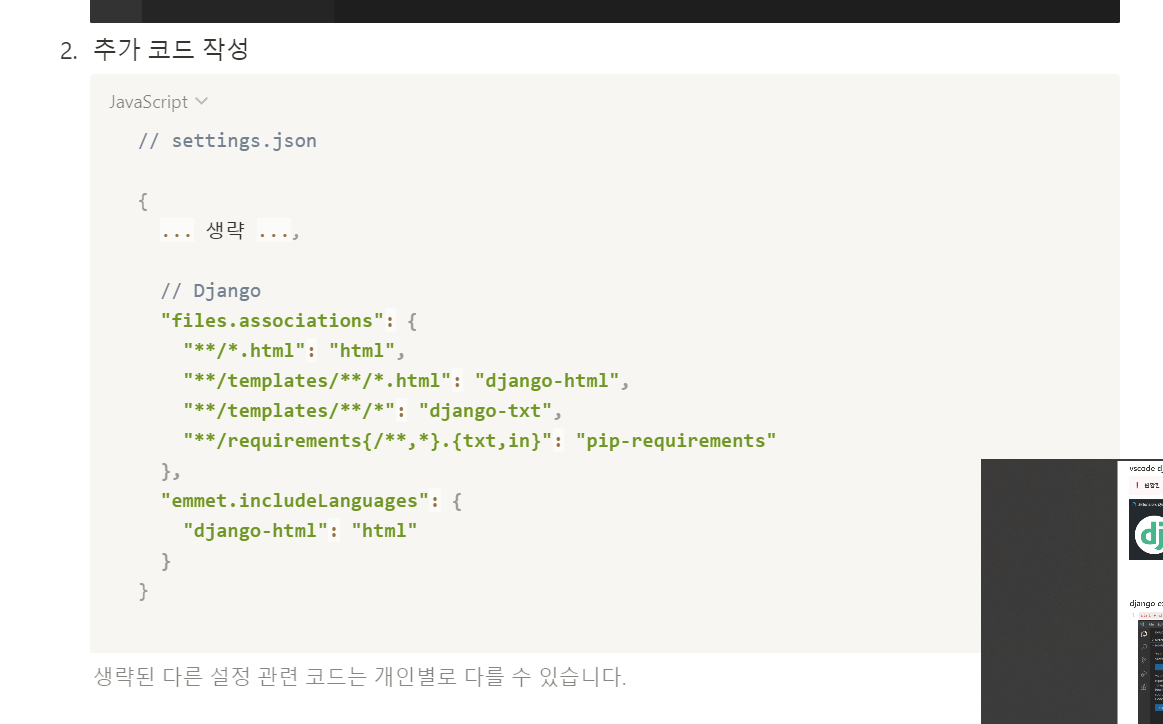 2. 추가 코드 작성
JavaScript
// settings.json
{
... 생략 ...,
// Django
"files.associations": {
"**/*.html": "html",
"**/templates/**/*.html": "django-html",
"**/templates/**/*": "django-txt",
"**/requirements{/**,*}.{txt,in}": "pip-requirements"
},
"emmet.includeLanguages": {
"django-html": "html"
}
}
생략된 다른 설정 관련 코드는 개인별로 다를 수 있습니다.
vscode dj
dj
django e